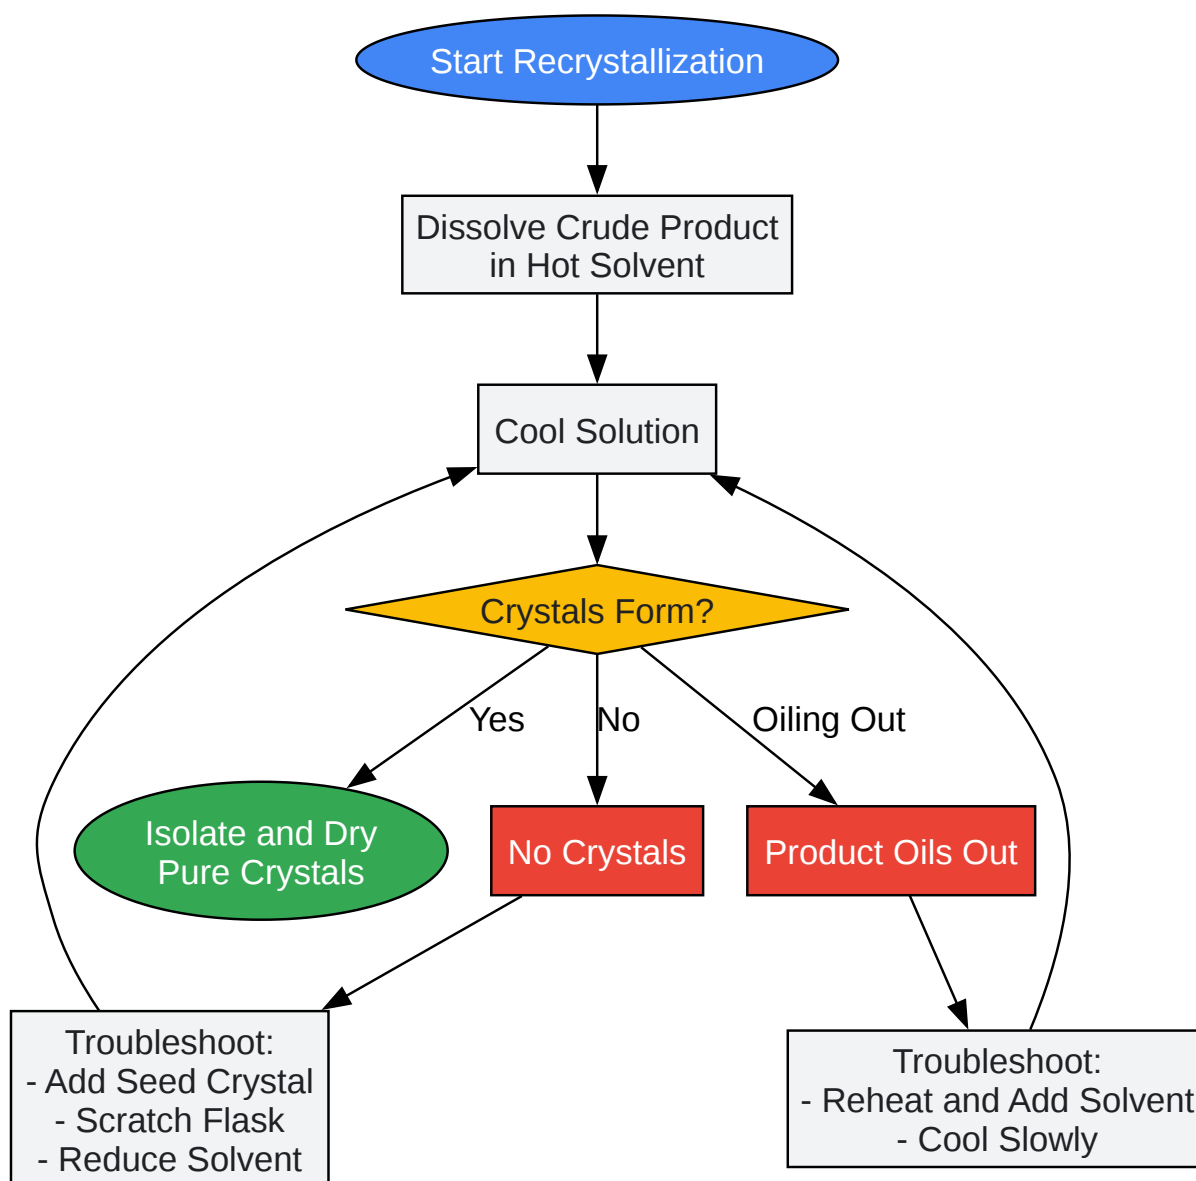 Start Recrystallization
Dissolve Crude Product
in Hot Solvent
Cool Solution
Crystals Form?
Yes
No
Oiling Out
Isolate and Dry
Pure Crystals
No Crystals
Product Oils Out
Troubleshoot:
- Add Seed Crystal
- Scratch Flask
- Reduce Solvent
Troubleshoot:
- Reheat and Add Solvent
- Cool Slowly